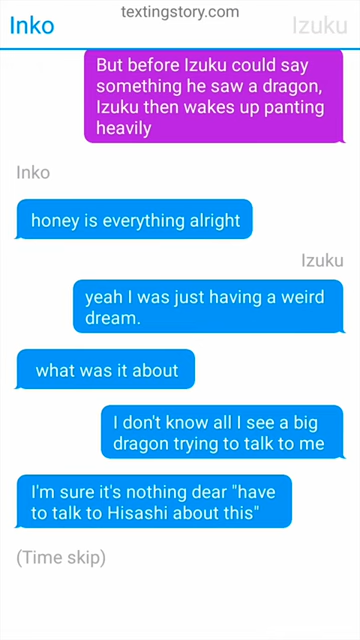 textingstory.com
Inko
Izuku
But before Izuku could say
something he saw a dragon,
Izuku then wakes up panting
heavily
Inko
honey is everything alright
Izuku
yeah I was just having a weird
dream.
what was it about
I don't know all I see a big
dragon trying to talk to me
I'm sure it's nothing dear "have
to talk to Hisashi about this"
(Time skip)